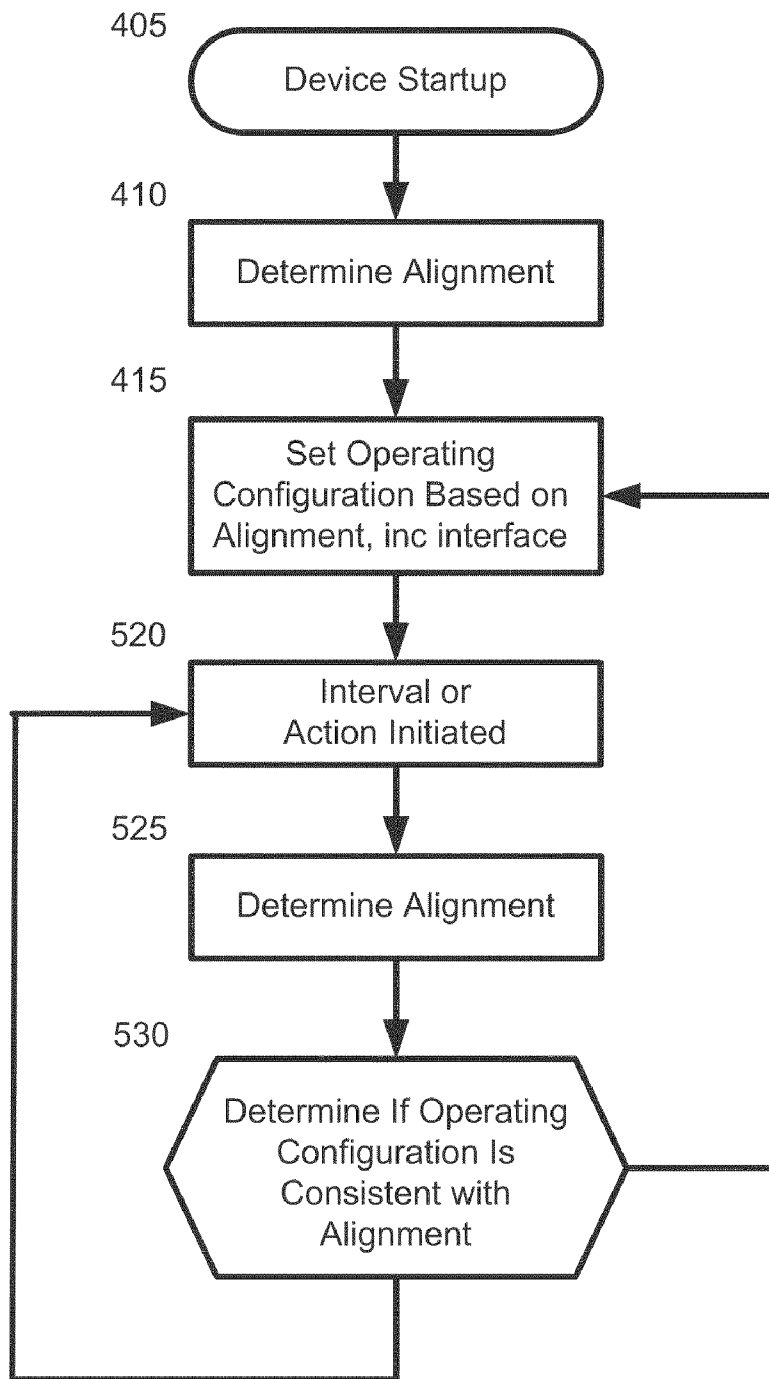 405
Device Startup
410
Determine Alignment
415
Set Operating
Configuration Based on
Alignment, inc interface
520
Interval or
Action Initiated
525
Determine Alignment
530
Determine If Operating
Configuration Is
Consistent with
Alignment